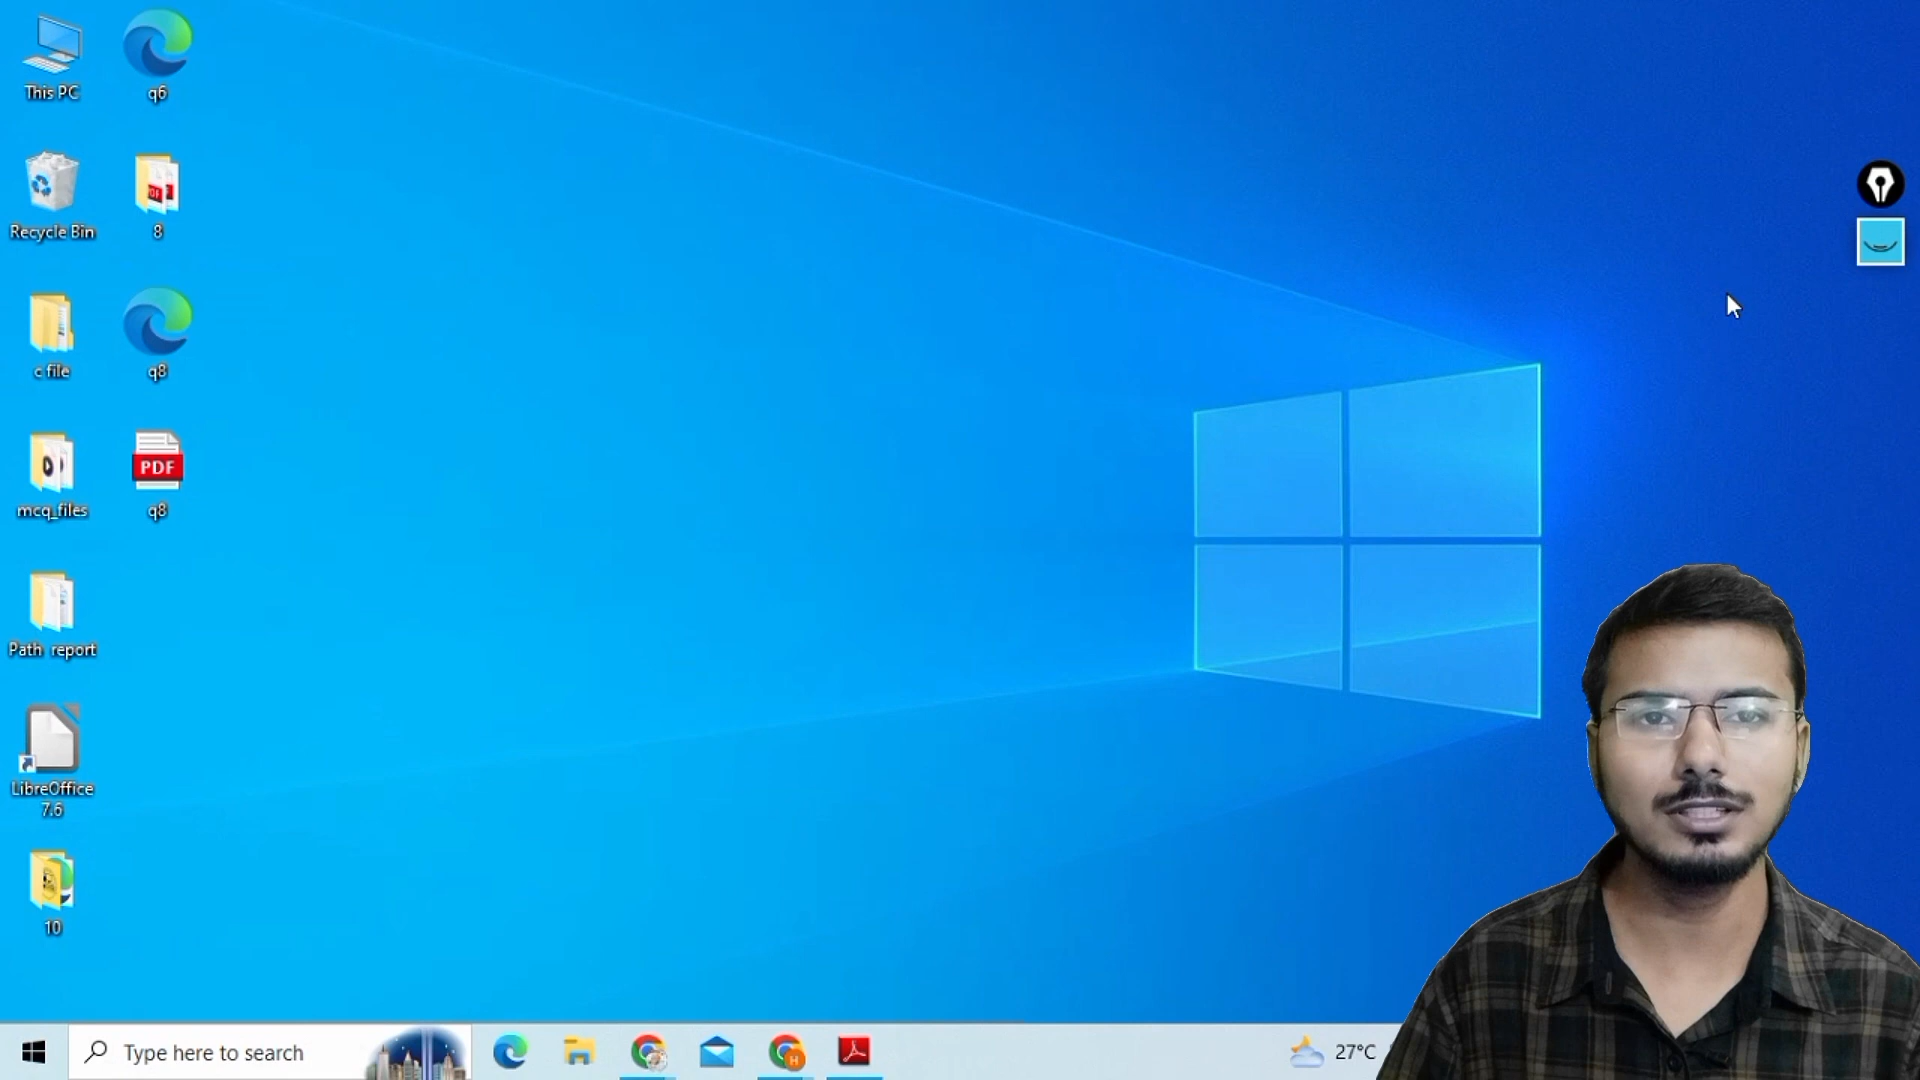 This PC
q6
Recycle Bin
8
c file
q8
mcq_files
PDF
q8
Path report
LibreOffice
7.6
10
Type here to search
H
27°C